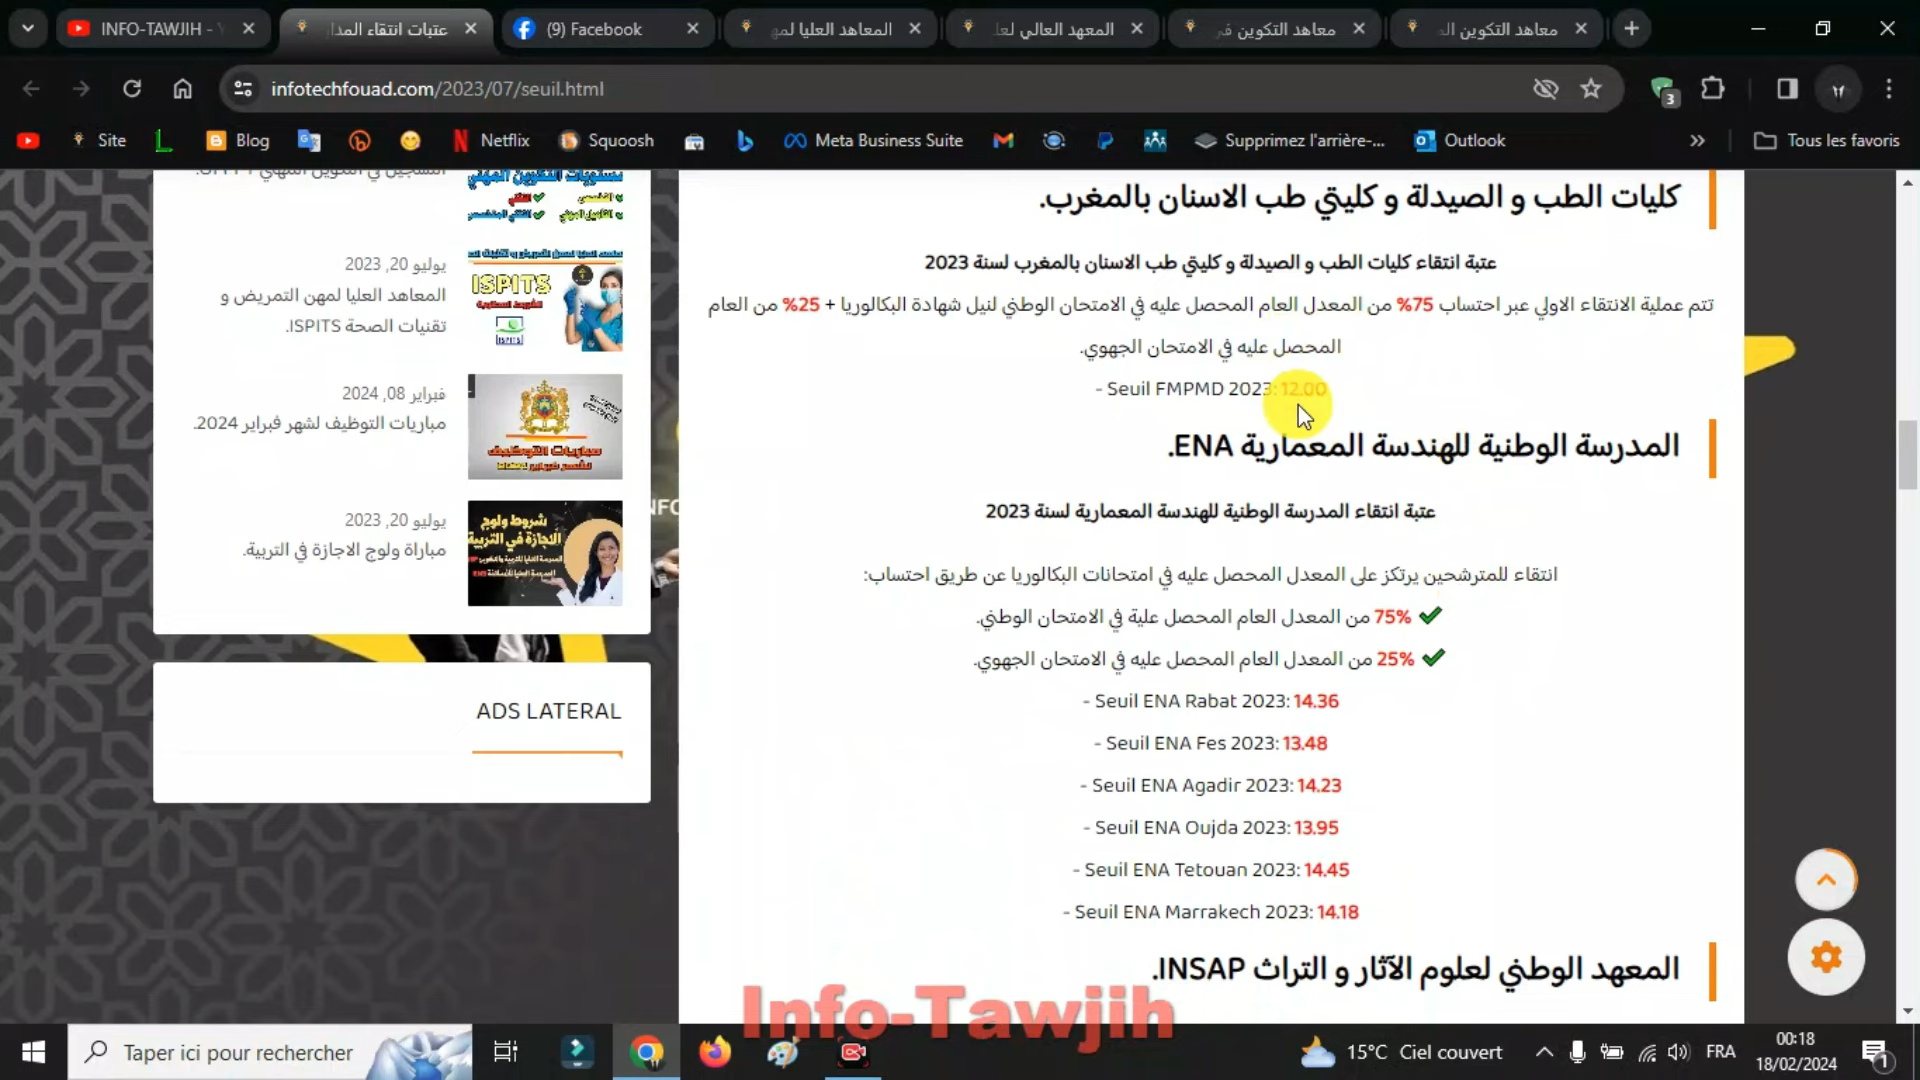 INFO-TAWJIH - Y
عتبات انتقاء المدا
(9) Facebook
المعاهد العليا لمه
المعهد العالي لعا
معاهد التكوين في
معاهد التكوين الم
infotechfouad.com/2023/07/seuil.html
3
Site
Blog
Netflix
Squoosh
Meta Business Suite
Supprimez l'arrière-...
Outlook
Tous les favoris
يوليو 20, 2023
المعاهد العليا لمهن التمريض و
تقنيات الصحة ISPITS.
ISPITS
فبراير 08, 2024
مباريات التوظيف لشهر فبراير 2024.
مباريات التوظيف
يوليو 20, 2023
مباراة ولوج الاجازة في التربية.
شروط ولوج
الاجازة في التربية
ADS LATERAL
كليات الطب و الصيدلة و كليتي طب الاسنان بالمغرب.
عتبة انتقاء كليات الطب و الصيدلة و كليتي طب الاسنان بالمغرب لسنة 2023
تتم عملية الانتقاء الاولي عبر احتساب 75% من المعدل العام المحصل عليه في الامتحان الوطني لنيل شهادة البكالوريا + 25% من العام
المحصل عليه في الامتحان الجهوي.
- Seuil FMPMD 2023: 12.00
المدرسة الوطنية للهندسة المعمارية ENA.
عتبة انتقاء المدرسة الوطنية للهندسة المعمارية لسنة 2023
انتقاء للمترشحين يرتكز على المعدل المحصل عليه في امتحانات البكالوريا عن طريق احتساب:
75% من المعدل العام المحصل علية في الامتحان الوطني.
25% من المعدل العام المحصل عليه في الامتحان الجهوي.
- Seuil ENA Rabat 2023: 14.36
- Seuil ENA Fes 2023: 13.48
- Seuil ENA Agadir 2023: 14.23
- Seuil ENA Oujda 2023: 13.95
- Seuil ENA Tetouan 2023: 14.45
- Seuil ENA Marrakech 2023: 14.18
المعهد الوطني لعلوم الآثار و التراث INSAP.
Info-Tawjih
Taper ici pour rechercher
15°C Ciel couvert
FRA
00:18
18/02/2024
1